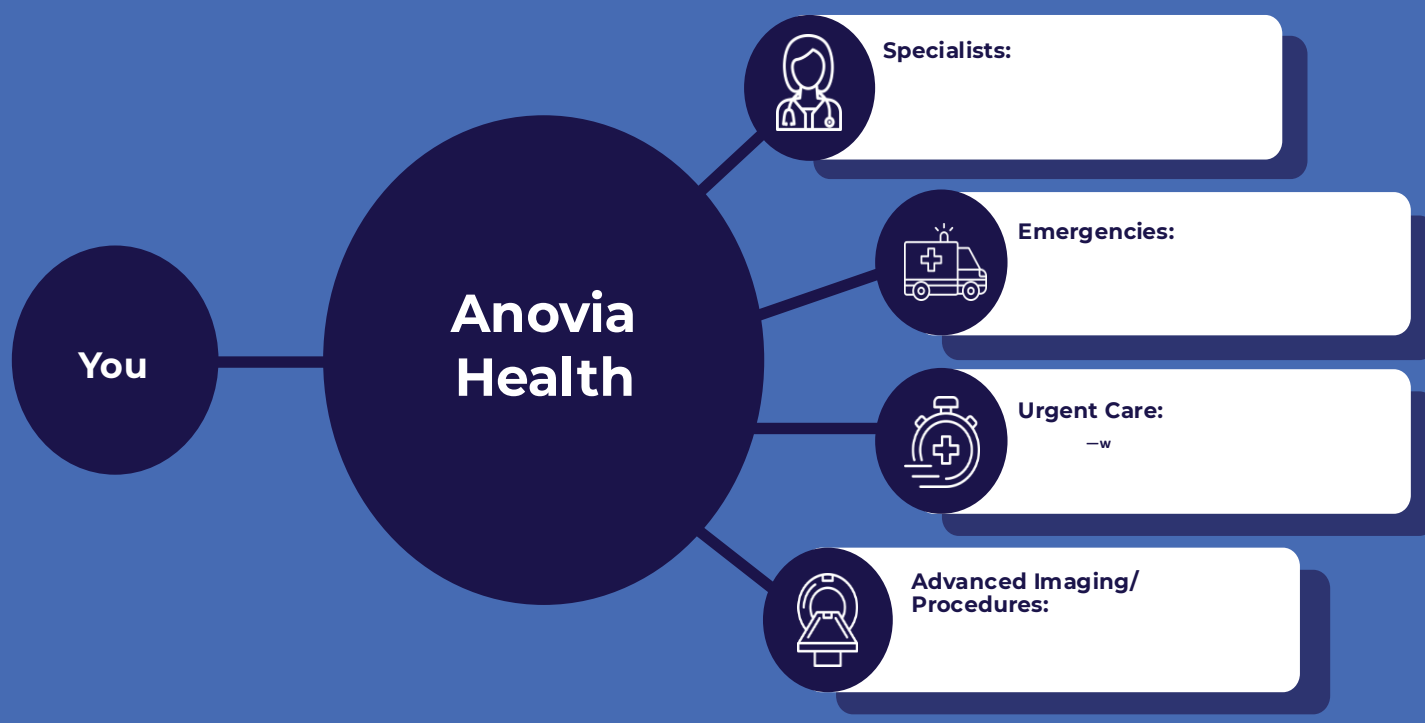 You
Anovia
Health
Specialists:
Emergencies:
Urgent Care:
—w
Advanced Imaging/
Procedures: